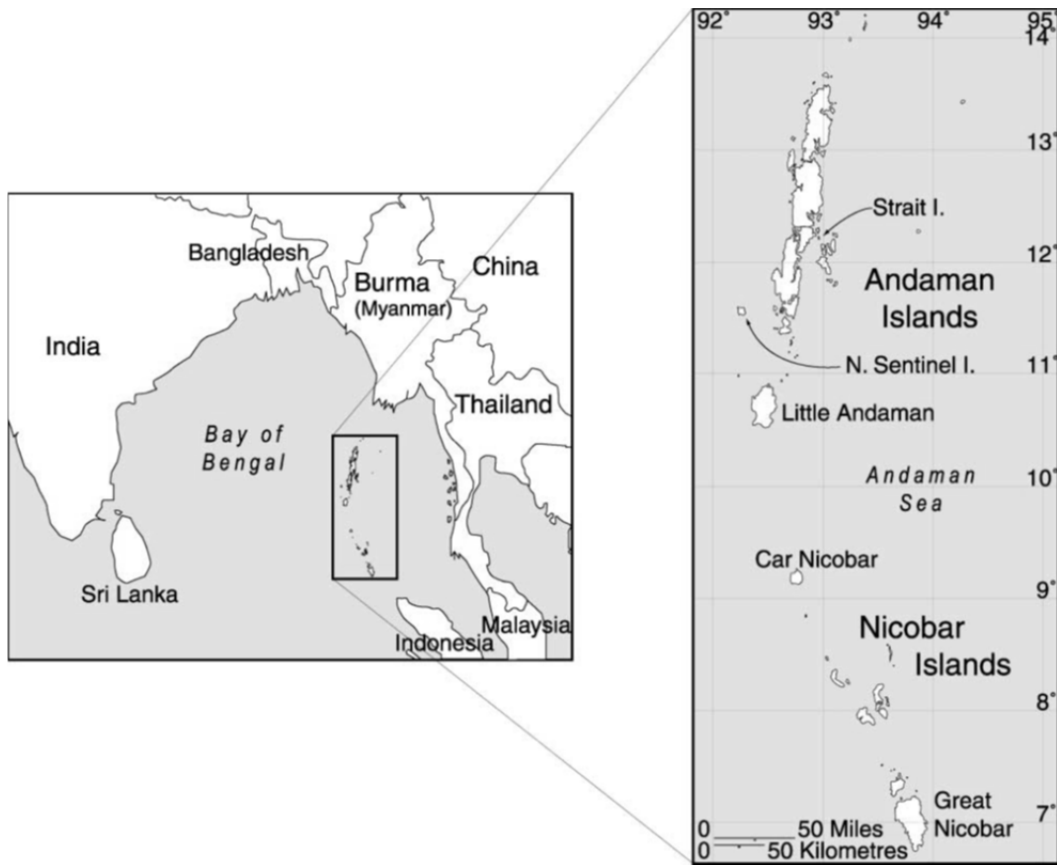 Bangladesh
Burma
(Myanmar)
China
India
Thailand
Bay of
Bengal
Sri Lanka
Malaysia
Indonesia
92° 93° 94° 95°
14°
13°
Strait I.
12°
Andaman
Islands
N. Sentinel I.
11°
Little Andaman
Andaman
Sea
10°
Car Nicobar
9°
Nicobar
Islands
8°
Great
Nicobar
7°
0 50 Miles
0 50 Kilometres